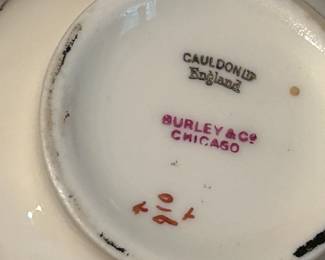 CAULDON LTD
England
BURLEY & CO
CHICAGO